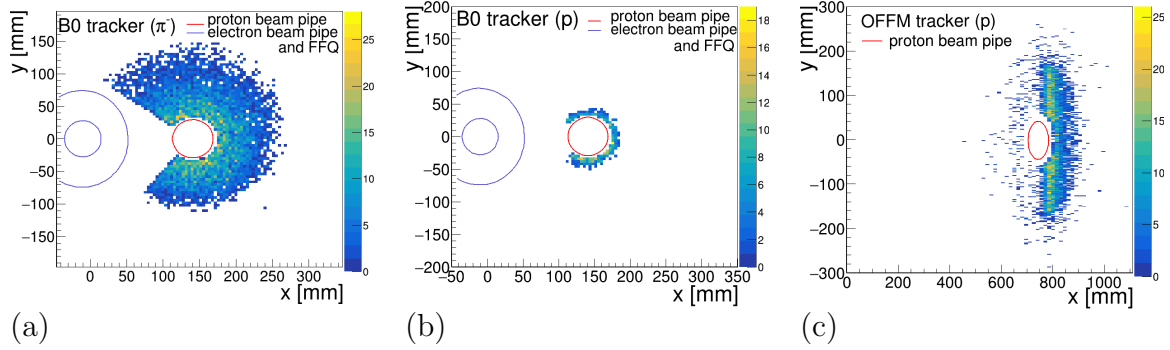 B0 tracker (π⁻)
proton beam pipe
electron beam pipe
and FFQ
y [mm]
150
100
50
0
−50
−100
−150
0 50 100 150 200 250 300
x [mm]
0 5 10 15 20 25
(a)
B0 tracker (p)
proton beam pipe
electron beam pipe
and FFQ
y [mm]
200
150
100
50
0
−50
−100
−150
−200
−50 0 50 100 150 200 250 300 350
x [mm]
0 2 4 6 8 10 12 14 16 18
(b)
OFFM tracker (p)
proton beam pipe
y [mm]
300
200
100
0
−100
−200
−300
0 200 400 600 800 1000
x [mm]
0 5 10 15 20 25
(c)